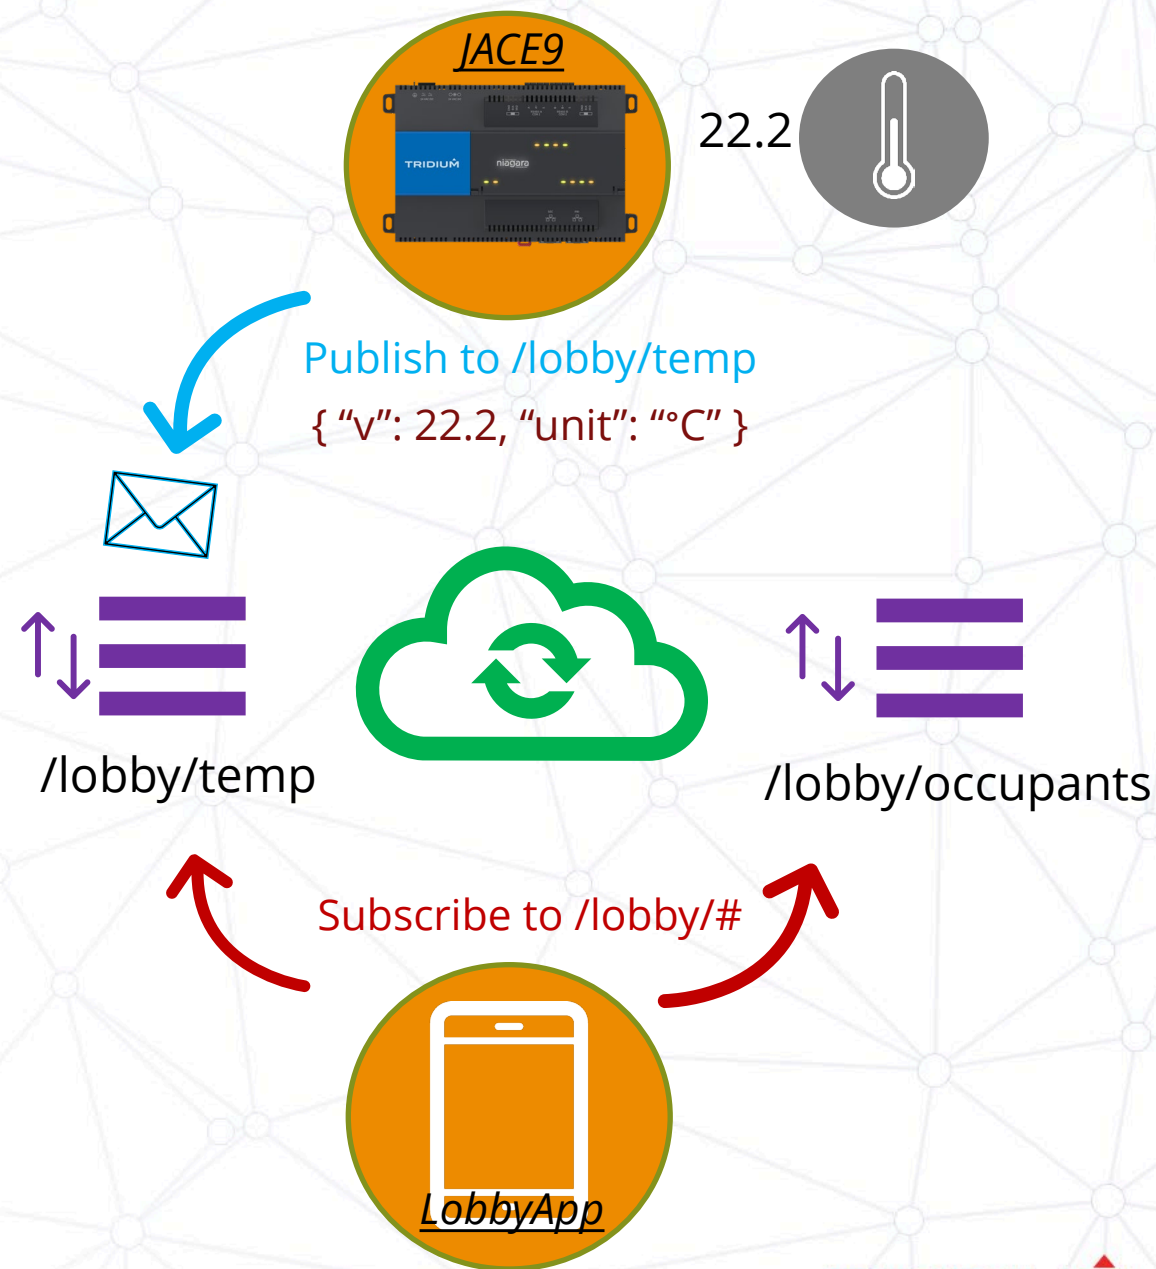 JACE9
TRIDIUM
niagara
22.2
Publish to /lobby/temp
{ “v”: 22.2, “unit”: “°C” }
/lobby/temp
/lobby/occupants
Subscribe to /lobby/#
LobbyApp